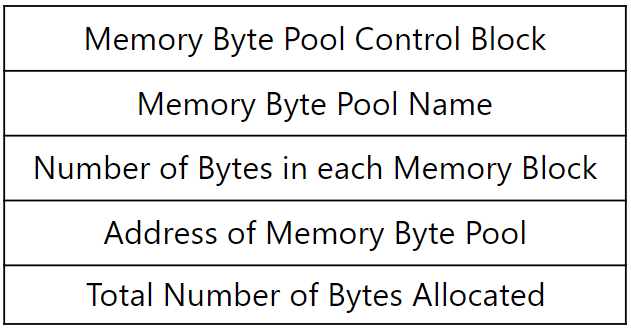 Memory Byte Pool Control Block
Memory Byte Pool Name
Number of Bytes in each Memory Block
Address of Memory Byte Pool
Total Number of Bytes Allocated